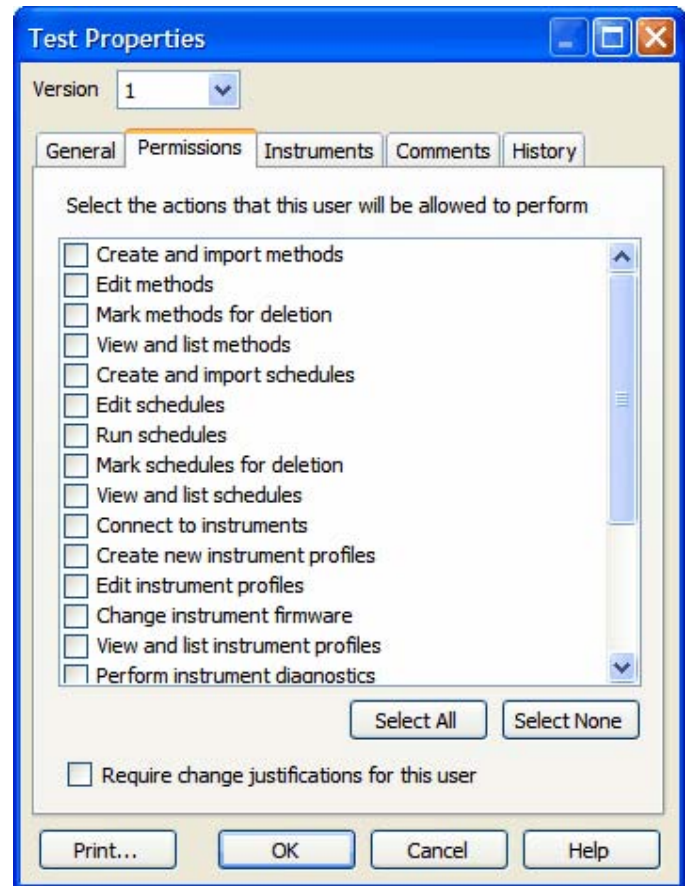 Test Properties
Version 1
General Permissions Instruments Comments History
Select the actions that this user will be allowed to perform
Create and import methods
Edit methods
Mark methods for deletion
View and list methods
Create and import schedules
Edit schedules
Run schedules
Mark schedules for deletion
View and list schedules
Connect to instruments
Create new instrument profiles
Edit instrument profiles
Change instrument firmware
View and list instrument profiles
Perform instrument diagnostics
Select All Select None
Require change justifications for this user
Print... OK Cancel Help